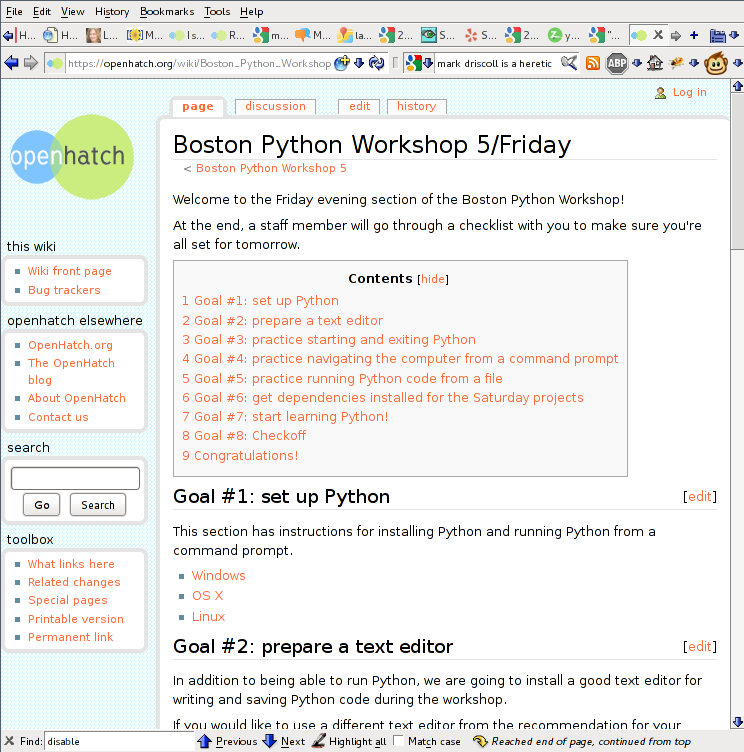 File Edit View History Bookmarks Tools Help
H... H... L... M... I s... R... m... M... la... 2... S... S... 2... y... "...
https://openhatch.org/wiki/Boston_Python_Workshop mark driscoll is a heretic ABP
Log in
page discussion edit history
openhatch
Boston Python Workshop 5/Friday
< Boston Python Workshop 5
Welcome to the Friday evening section of the Boston Python Workshop!
At the end, a staff member will go through a checklist with you to make sure you're
all set for tomorrow.
this wiki
Wiki front page
Bug trackers
openhatch elsewhere
OpenHatch.org
The OpenHatch
blog
About OpenHatch
Contact us
search
Go Search
toolbox
What links here
Related changes
Special pages
Printable version
Permanent link
Contents [hide]
1 Goal #1: set up Python
2 Goal #2: prepare a text editor
3 Goal #3: practice starting and exiting Python
4 Goal #4: practice navigating the computer from a command prompt
5 Goal #5: practice running Python code from a file
6 Goal #6: get dependencies installed for the Saturday projects
7 Goal #7: start learning Python!
8 Goal #8: Checkoff
9 Congratulations!
Goal #1: set up Python [edit]
This section has instructions for installing Python and running Python from a
command prompt.
Windows
OS X
Linux
Goal #2: prepare a text editor [edit]
In addition to being able to run Python, we are going to install a good text editor for
writing and saving Python code during the workshop.
If you would like to use a different text editor from the recommendation for your
Find: disable Previous Next Highlight all Match case Reached end of page, continued from top